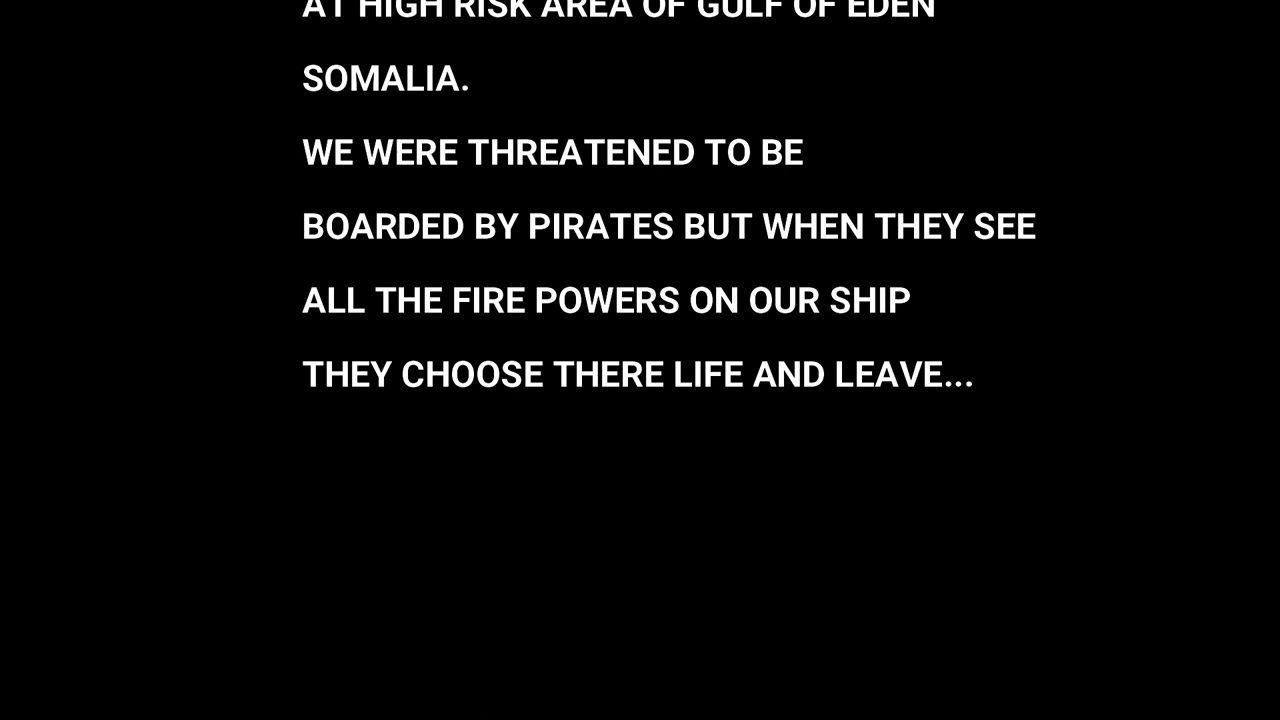 AT HIGH RISK AREA OF GULF OF EDEN
SOMALIA.
WE WERE THREATENED TO BE
BOARDED BY PIRATES BUT WHEN THEY SEE
ALL THE FIRE POWERS ON OUR SHIP
THEY CHOOSE THERE LIFE AND LEAVE...